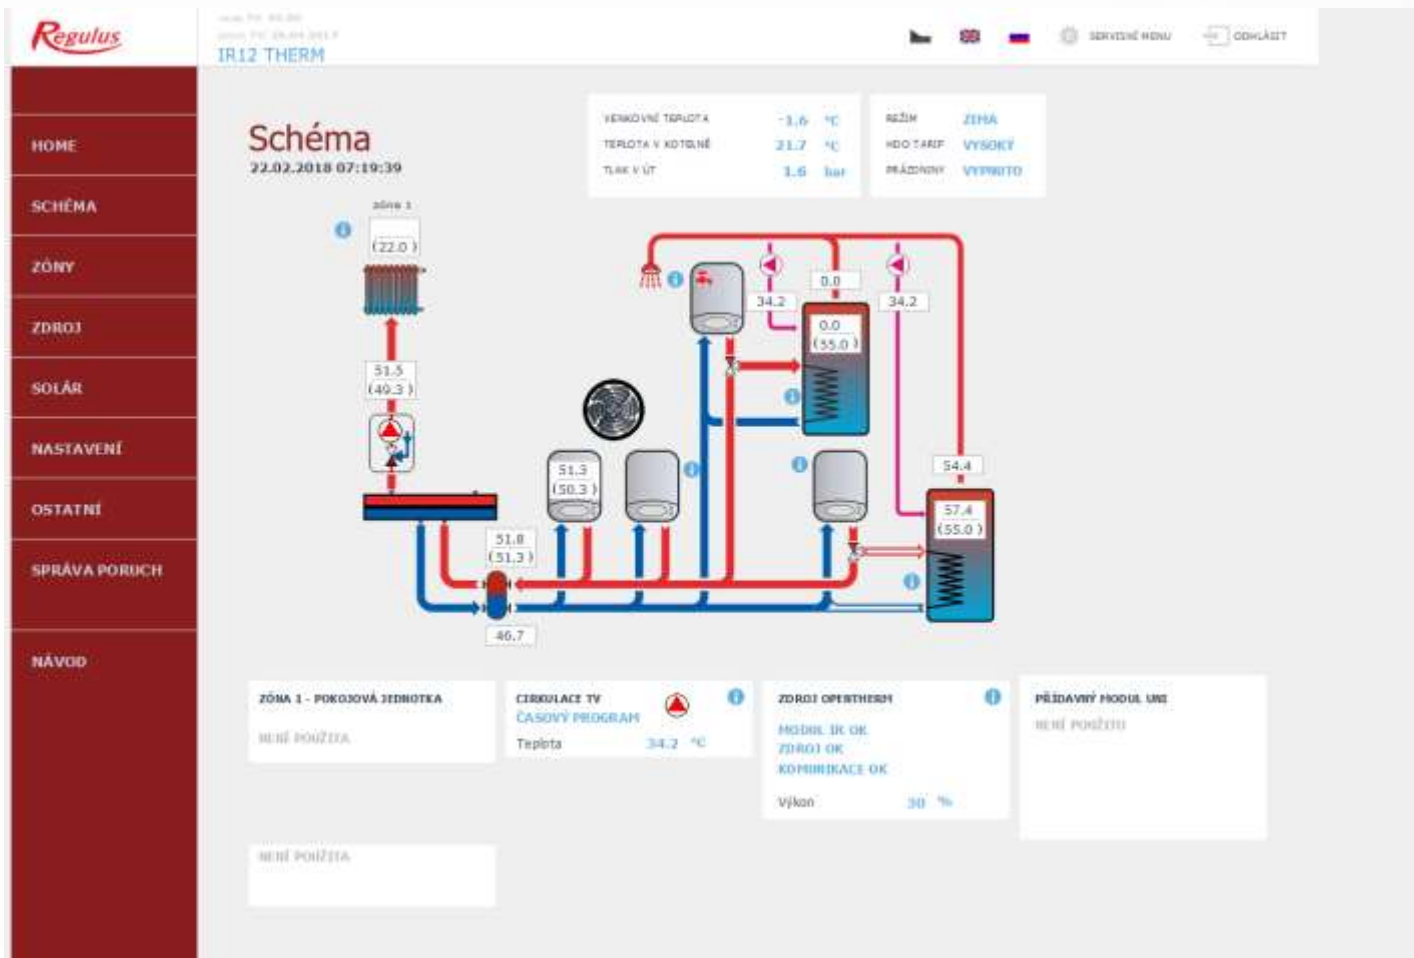 Regulus
IR12 THERM
SERVISNÍ MENU
ODHLÁSIT
HOME
SCHÉMA
ZÓNY
ZDROJ
SOLÁR
NASTAVENÍ
OSTATNÍ
SPRÁVA PORUCH
NÁVOD
Schéma
22.02.2018 07:19:39
VENKOVNÍ TEPLOTA -1.6 °C
TEPLOTA V KOTELNĚ 21.7 °C
TLAK V ÚT 1.6 bar
REŽIM ZIMA
HDO TARIF VYSOKÝ
PRÁZDNINY VYPNUTO
zóna 1
(22.0 )
51.5
(49.3 )
0.0
34.2
34.2
0.0
(55.0 )
51.3
(50.3 )
54.4
57.4
(55.0 )
51.8
(51.3 )
46.7
ZÓNA 1 - POKOJOVÁ JEDNOTKA
NENÍ POUŽITA
CIRKULACE TV
ČASOVÝ PROGRAM
Teplota 34.2 °C
ZDROJ OPENTHERM
MODUL IR OK
ZDROJ OK
KOMUNIKACE OK
Výkon 30 %
PŘÍDAVNÝ MODUL UNI
NENÍ POUŽITO
NENÍ POUŽITA